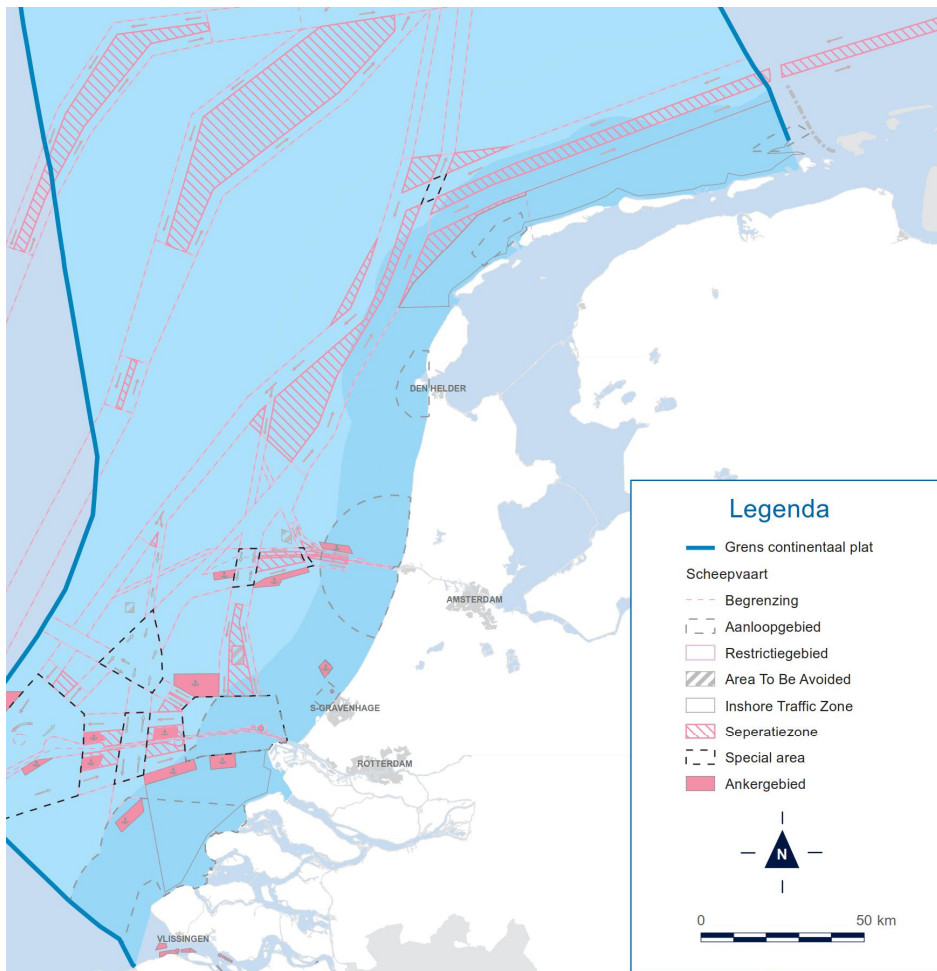 DEN HELDER
AMSTERDAM
S-GRAVENHAGE
ROTTERDAM
VLISSINGEN
Legenda
Grens continentaal plat
Scheepvaart
Begrenzing
Aanloopgebied
Restrictiegebied
Area To Be Avoided
Inshore Traffic Zone
Seperatiezone
Special area
Ankergebied
N
0 50 km